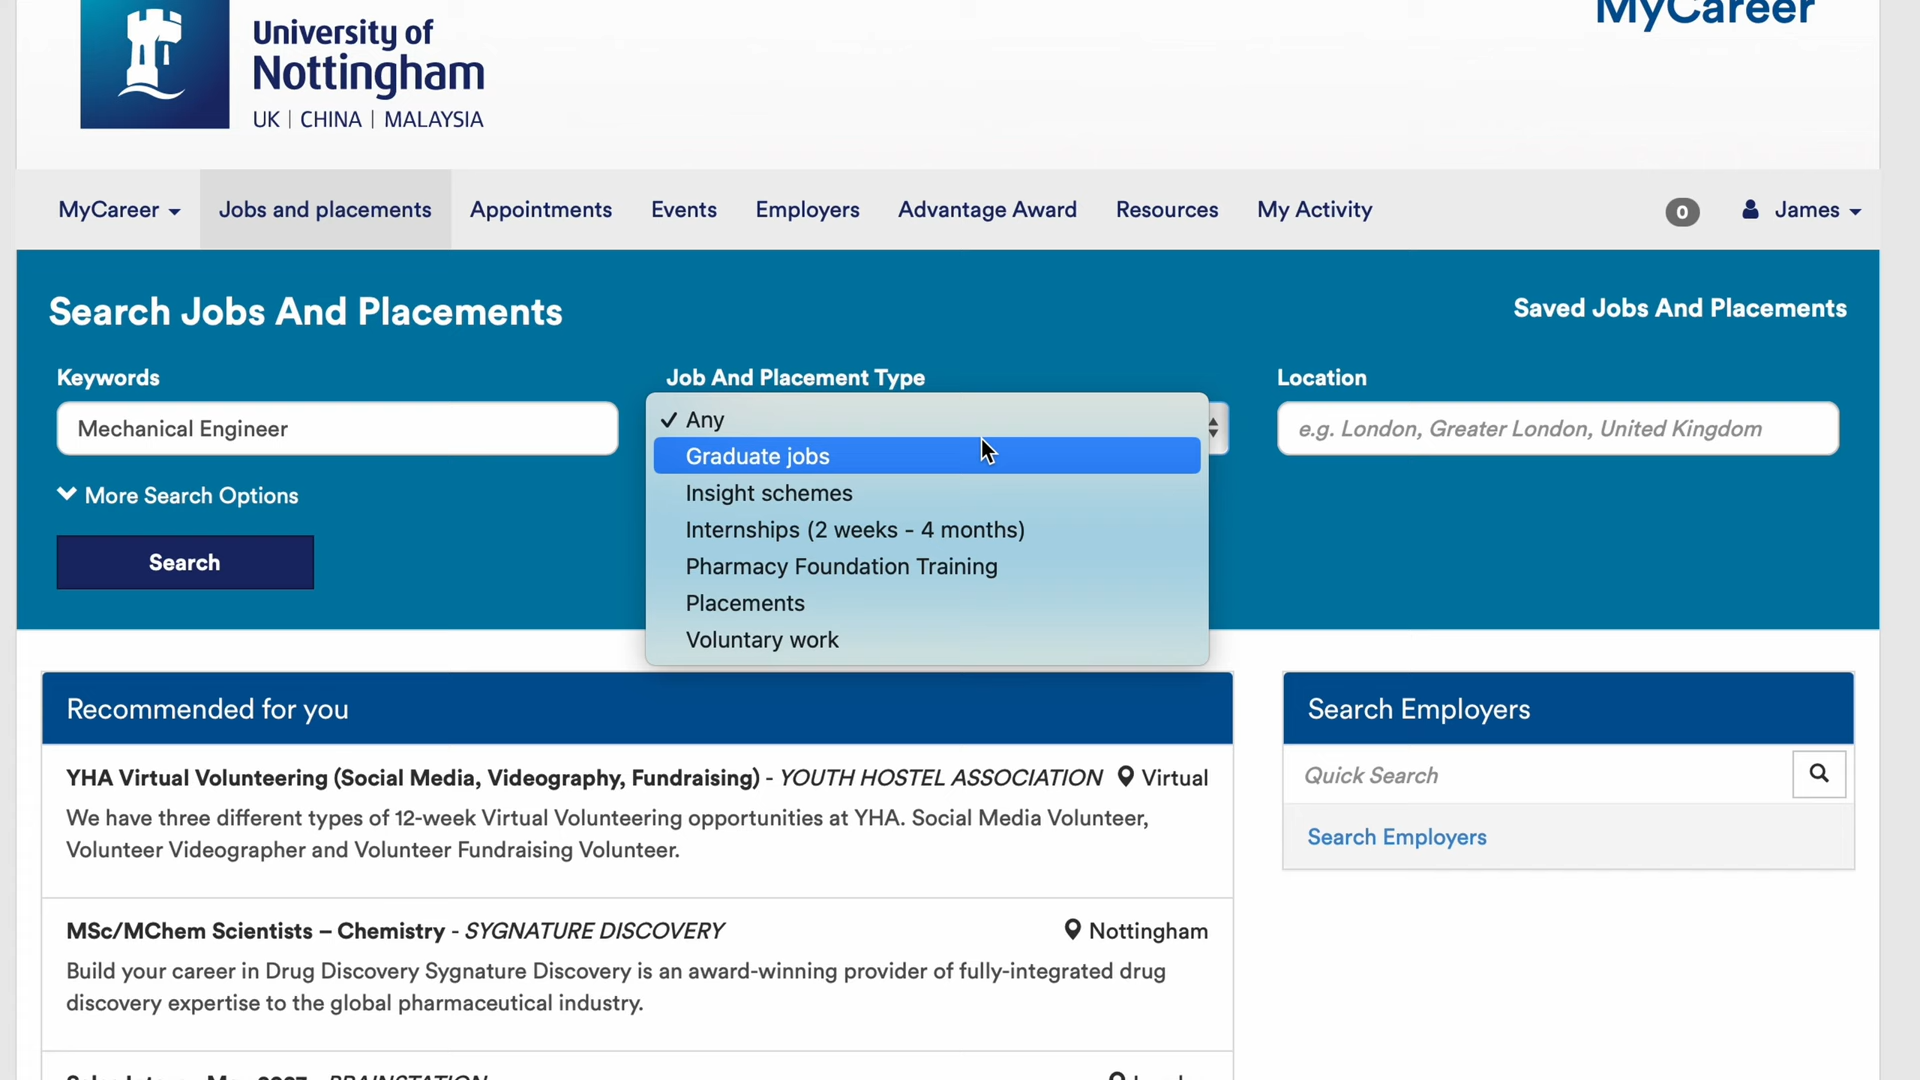 MyCareer
University of
Nottingham
UK | CHINA | MALAYSIA
MyCareer
Jobs and placements
Appointments
Events
Employers
Advantage Award
Resources
My Activity
0
James
Search Jobs And Placements
Saved Jobs And Placements
Keywords
Job And Placement Type
Location
Mechanical Engineer
✓ Any
e.g. London, Greater London, United Kingdom
Graduate jobs
Insight schemes
More Search Options
Internships (2 weeks - 4 months)
Search
Pharmacy Foundation Training
Placements
Voluntary work
Recommended for you
Search Employers
YHA Virtual Volunteering (Social Media, Videography, Fundraising) - YOUTH HOSTEL ASSOCIATION
Virtual
Quick Search
We have three different types of 12-week Virtual Volunteering opportunities at YHA. Social Media Volunteer,
Volunteer Videographer and Volunteer Fundraising Volunteer.
Search Employers
MSc/MChem Scientists – Chemistry - SYGNATURE DISCOVERY
Nottingham
Build your career in Drug Discovery Sygnature Discovery is an award-winning provider of fully-integrated drug
discovery expertise to the global pharmaceutical industry.
BRAINSTATION